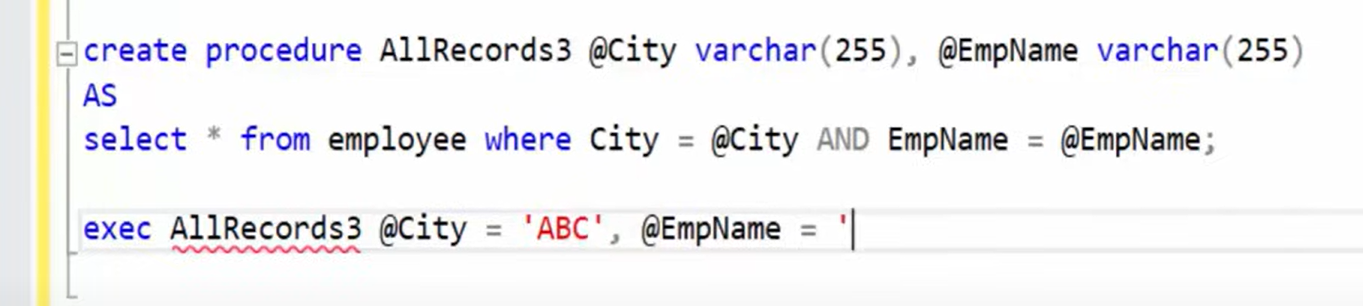 create procedure AllRecords3 @City varchar(255), @EmpName varchar(255)
AS
select * from employee where City = @City AND EmpName = @EmpName;
exec AllRecords3 @City = 'ABC', @EmpName = '